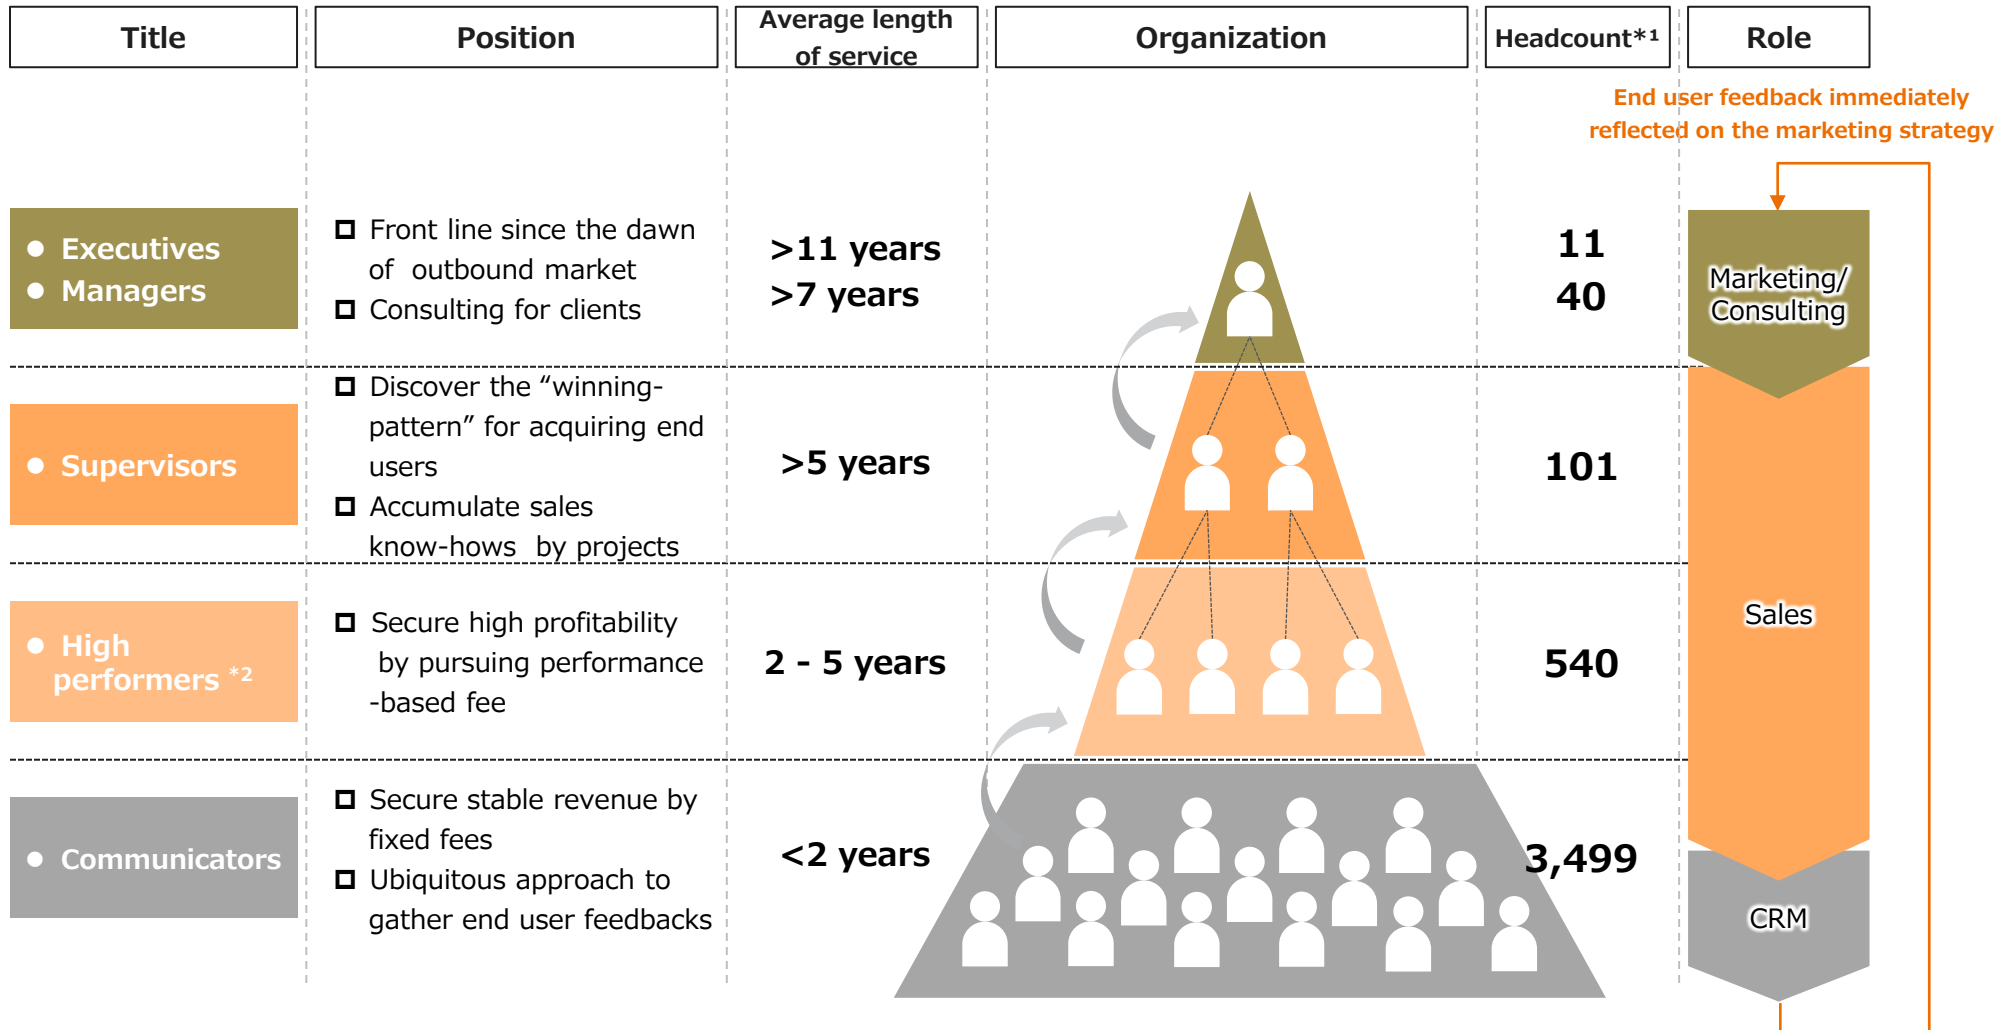 Title
Position
Average length
of service
Organization
Headcount*1
Role
End user feedback immediately
reflected on the marketing strategy
● Executives
● Managers
Front line since the dawn
of outbound market
Consulting for clients
>11 years
>7 years
11
40
Marketing/
Consulting
● Supervisors
Discover the “winning-
pattern” for acquiring end
users
Accumulate sales
know-hows by projects
>5 years
101
● High
performers *2
Secure high profitability
by pursuing performance
-based fee
2 - 5 years
540
Sales
● Communicators
Secure stable revenue by
fixed fees
Ubiquitous approach to
gather end user feedbacks
<2 years
3,499
CRM